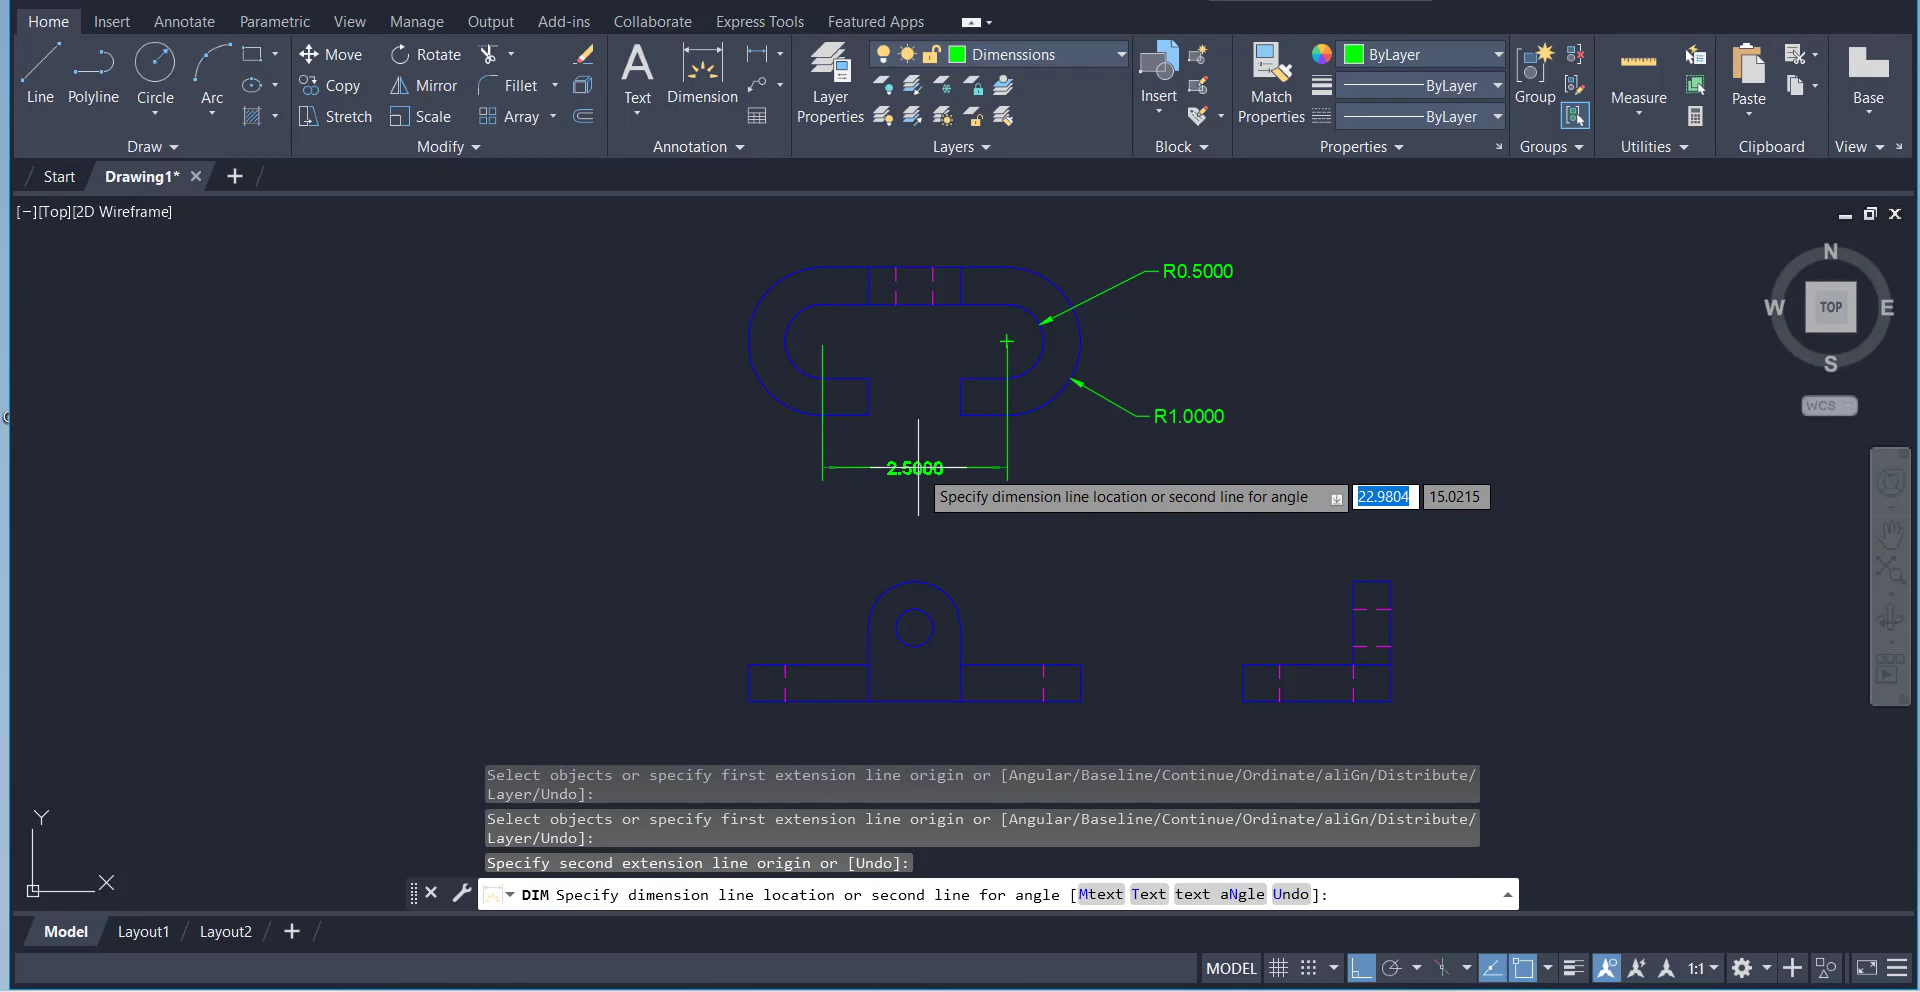 Home Insert Annotate Parametric View Manage Output Add-ins Collaborate Express Tools Featured Apps
Line Polyline Circle Arc
Move Rotate
Copy Mirror Fillet
Stretch Scale Array
Text Dimension
Layer Properties
Dimenssions
Insert
Match Properties
ByLayer
ByLayer
ByLayer
Group
Measure
Paste
Base
Draw Modify Annotation Layers Block Properties Groups Utilities Clipboard View
Start Drawing1*
[−][Top][2D Wireframe]
N
W TOP E
S
WCS
R0.5000
R1.0000
2.5000
Specify dimension line location or second line for angle 22.9804 15.0215
Select objects or specify first extension line origin or [Angular/Baseline/Continue/Ordinate/aliGn/Distribute/
Layer/Undo]:
Select objects or specify first extension line origin or [Angular/Baseline/Continue/Ordinate/aliGn/Distribute/
Layer/Undo]:
Specify second extension line origin or [Undo]:
DIM Specify dimension line location or second line for angle [Mtext Text text aNgle Undo]:
Y
X
Model Layout1 Layout2
MODEL 1:1